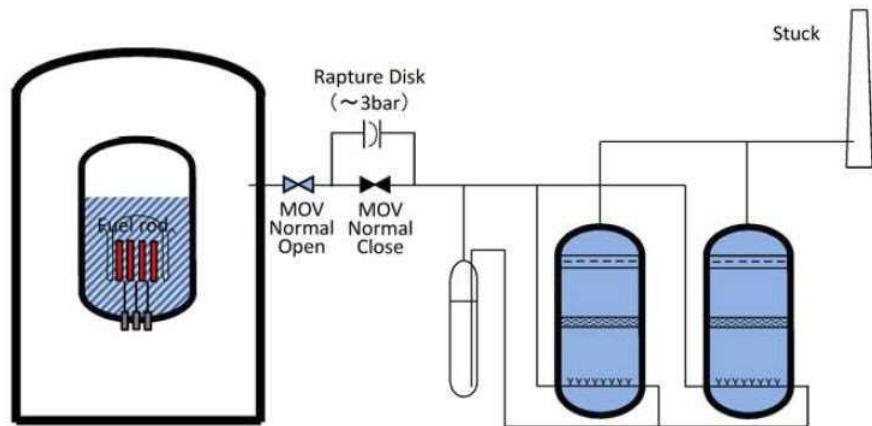 Stuck
Rapture Disk
(～3bar)
Fuel rod
MOV
Normal
Open
MOV
Normal
Close